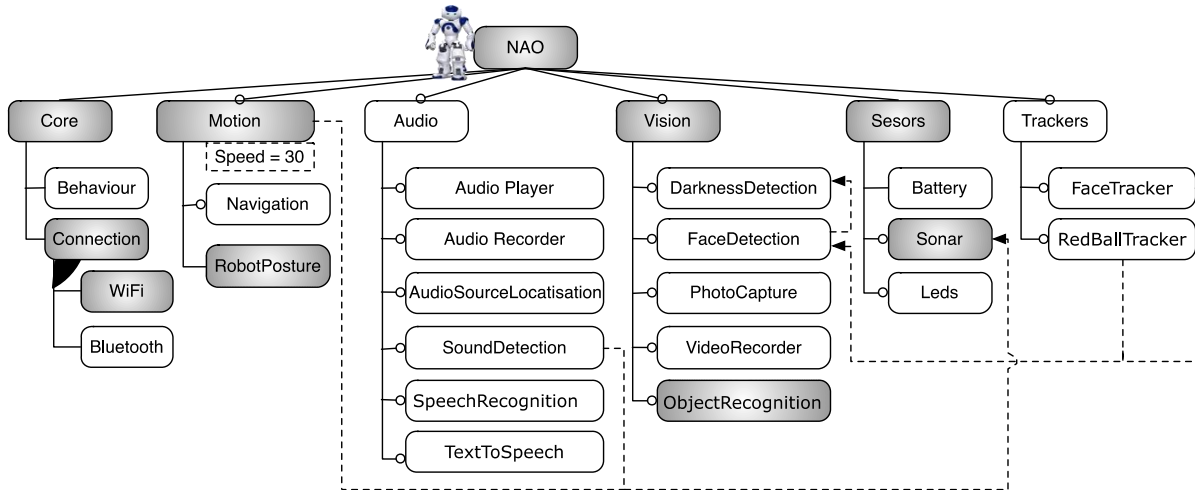 NAO
Core
Motion
Audio
Vision
Sesors
Trackers
Speed = 30
Behaviour
Connection
WiFi
Bluetooth
Navigation
RobotPosture
Audio Player
Audio Recorder
AudioSourceLocatisation
SoundDetection
SpeechRecognition
TextToSpeech
DarknessDetection
FaceDetection
PhotoCapture
VideoRecorder
ObjectRecognition
Battery
Sonar
Leds
FaceTracker
RedBallTracker